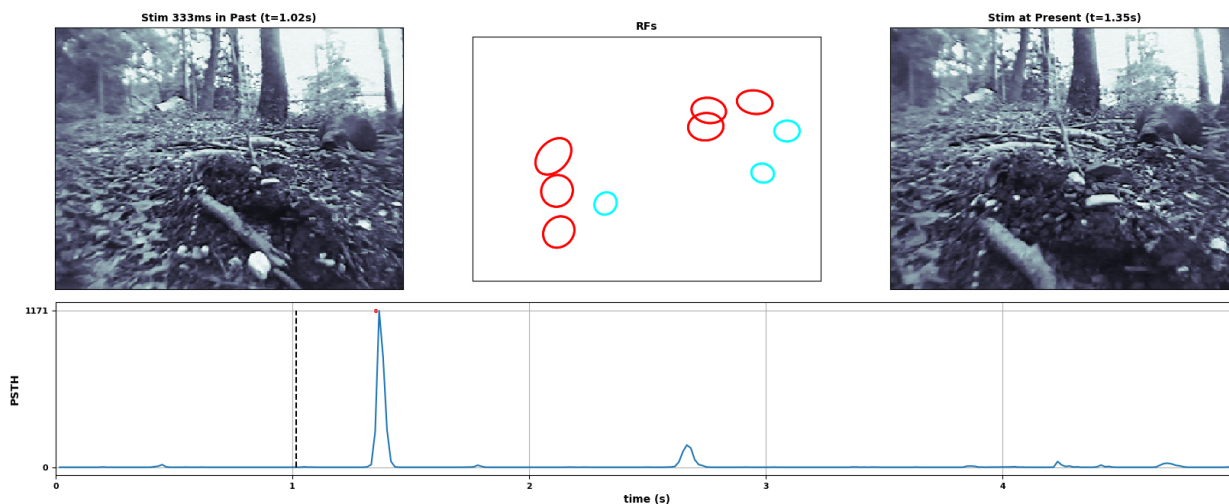 Stim 333ms in Past (t=1.02s)
RFs
Stim at Present (t=1.35s)
1171
PSTH
0
0
1
2
3
4
time (s)